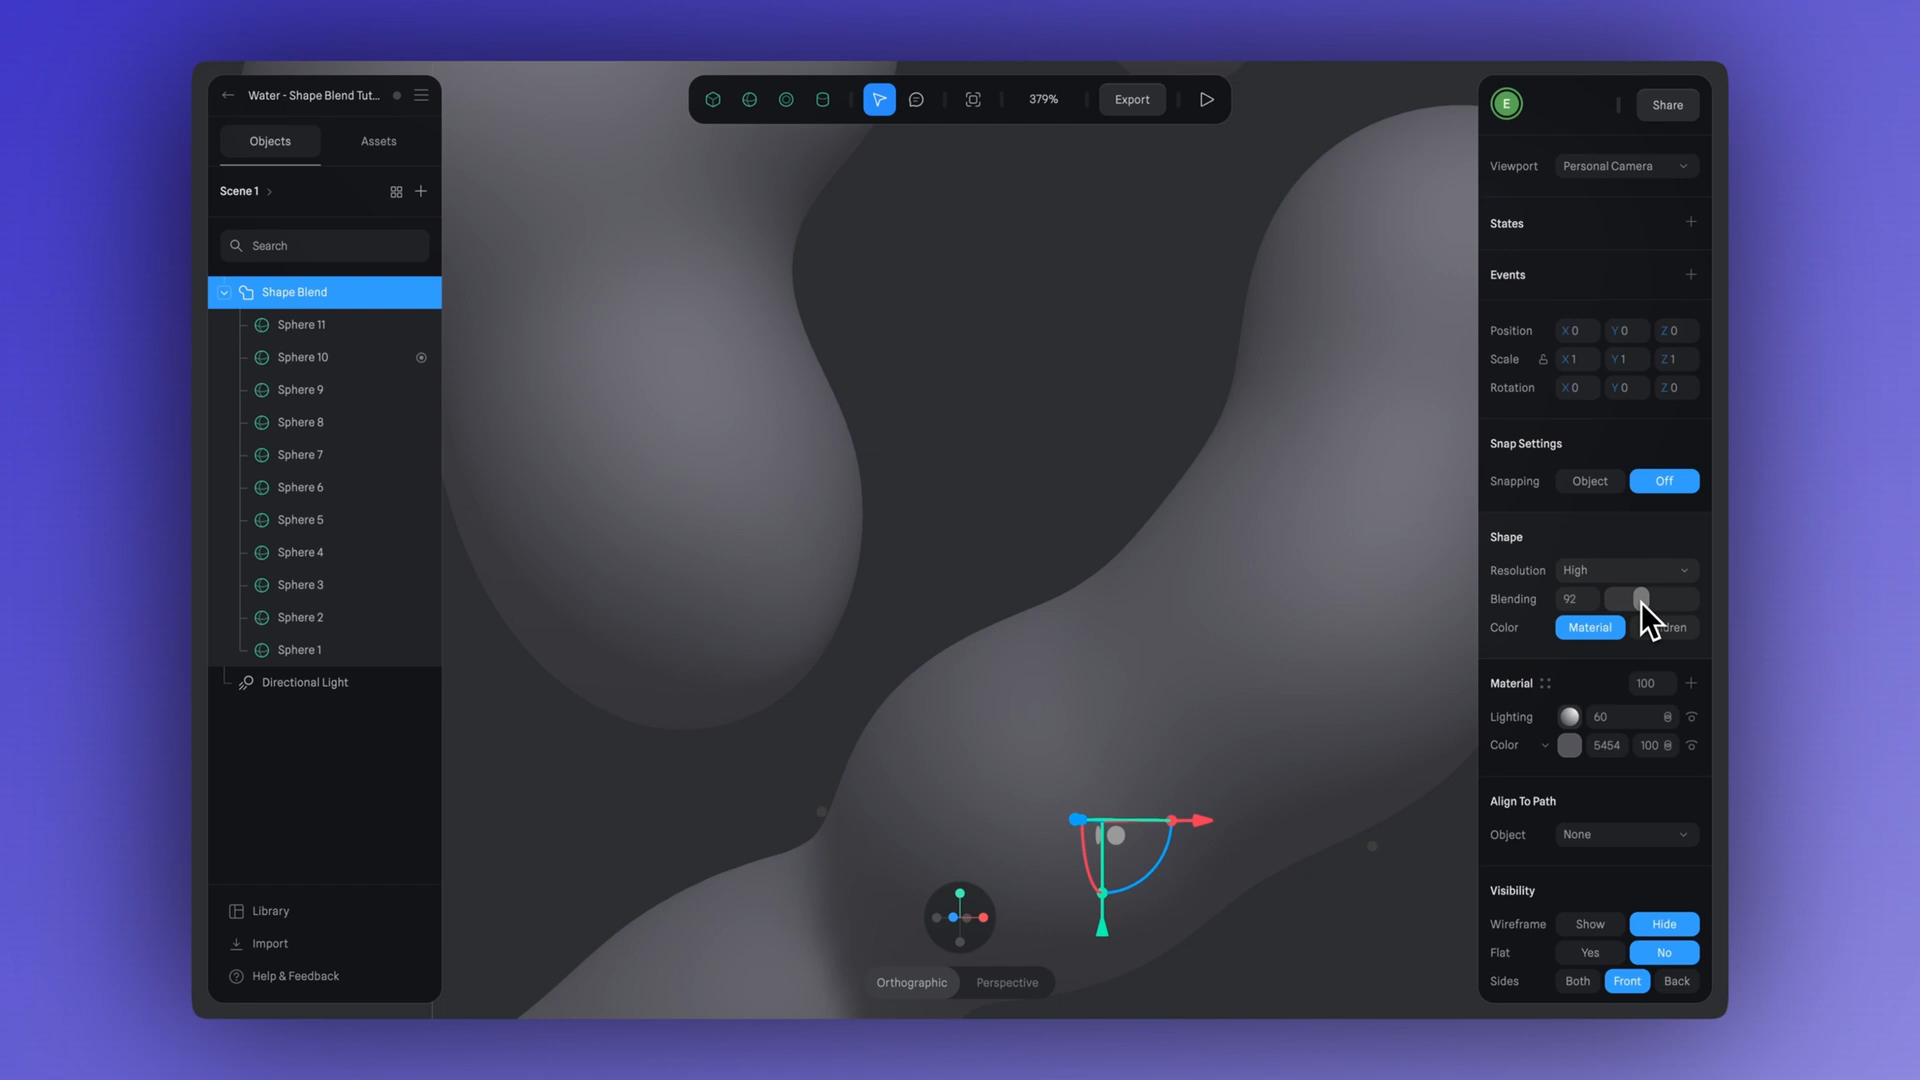 Water - Shape Blend Tut...
Objects
Assets
Scene 1
Search
Shape Blend
Sphere 11
Sphere 10
Sphere 9
Sphere 8
Sphere 7
Sphere 6
Sphere 5
Sphere 4
Sphere 3
Sphere 2
Sphere 1
Directional Light
Library
Import
Help & Feedback
379%
Export
Orthographic
Perspective
E
Share
Viewport
Personal Camera
States
Events
Position X 0 Y 0 Z 0
Scale X 1 Y 1 Z 1
Rotation X 0 Y 0 Z 0
Snap Settings
Snapping Object Off
Shape
Resolution High
Blending 92
Color Material
Material 100
Lighting 60
Color 5454 100
Align To Path
Object None
Visibility
Wireframe Show Hide
Flat Yes No
Sides Both Front Back